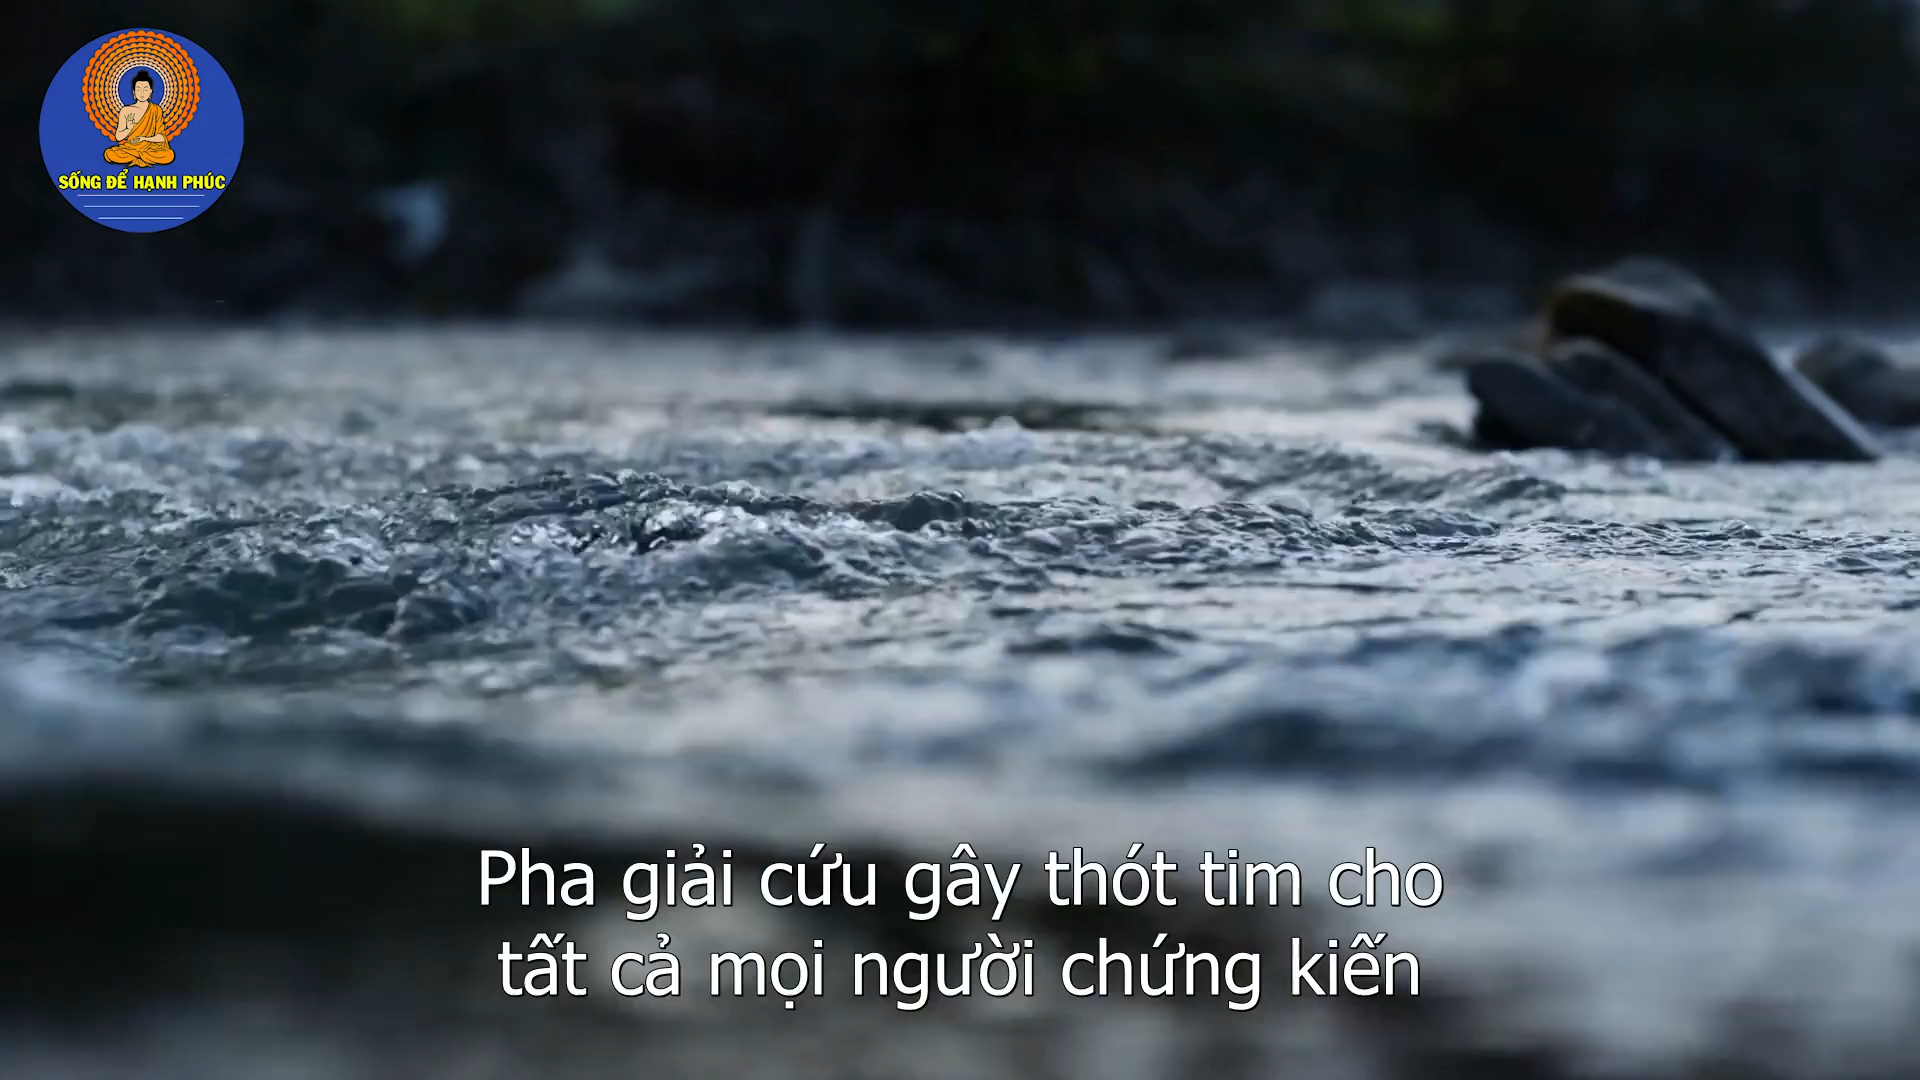 SỐNG ĐỂ HẠNH PHÚC
Pha giải cứu gây thót tim cho
tất cả mọi người chứng kiến